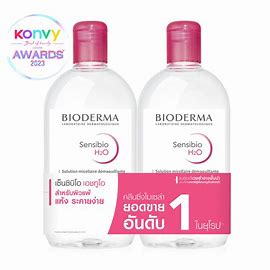 KONVY
AWARDS
2023
BIODERMA
LABORATOIRE DERMATOLOGIQUE
Sensibio
H2O
Solution micellaire démaquillante
BIODERMA
LABORATOIRE DERMATOLOGIQUE
Sensibio
H2O
Solution micellaire démaquillante
เซ็นซิบิโอ เอชทูโอ
สำหรับผิวแพ้
แห้ง ระคายง่าย
คลีนซิ่งไมเซล่า
ยอดขาย
อันดับ 1
ในยุโรป